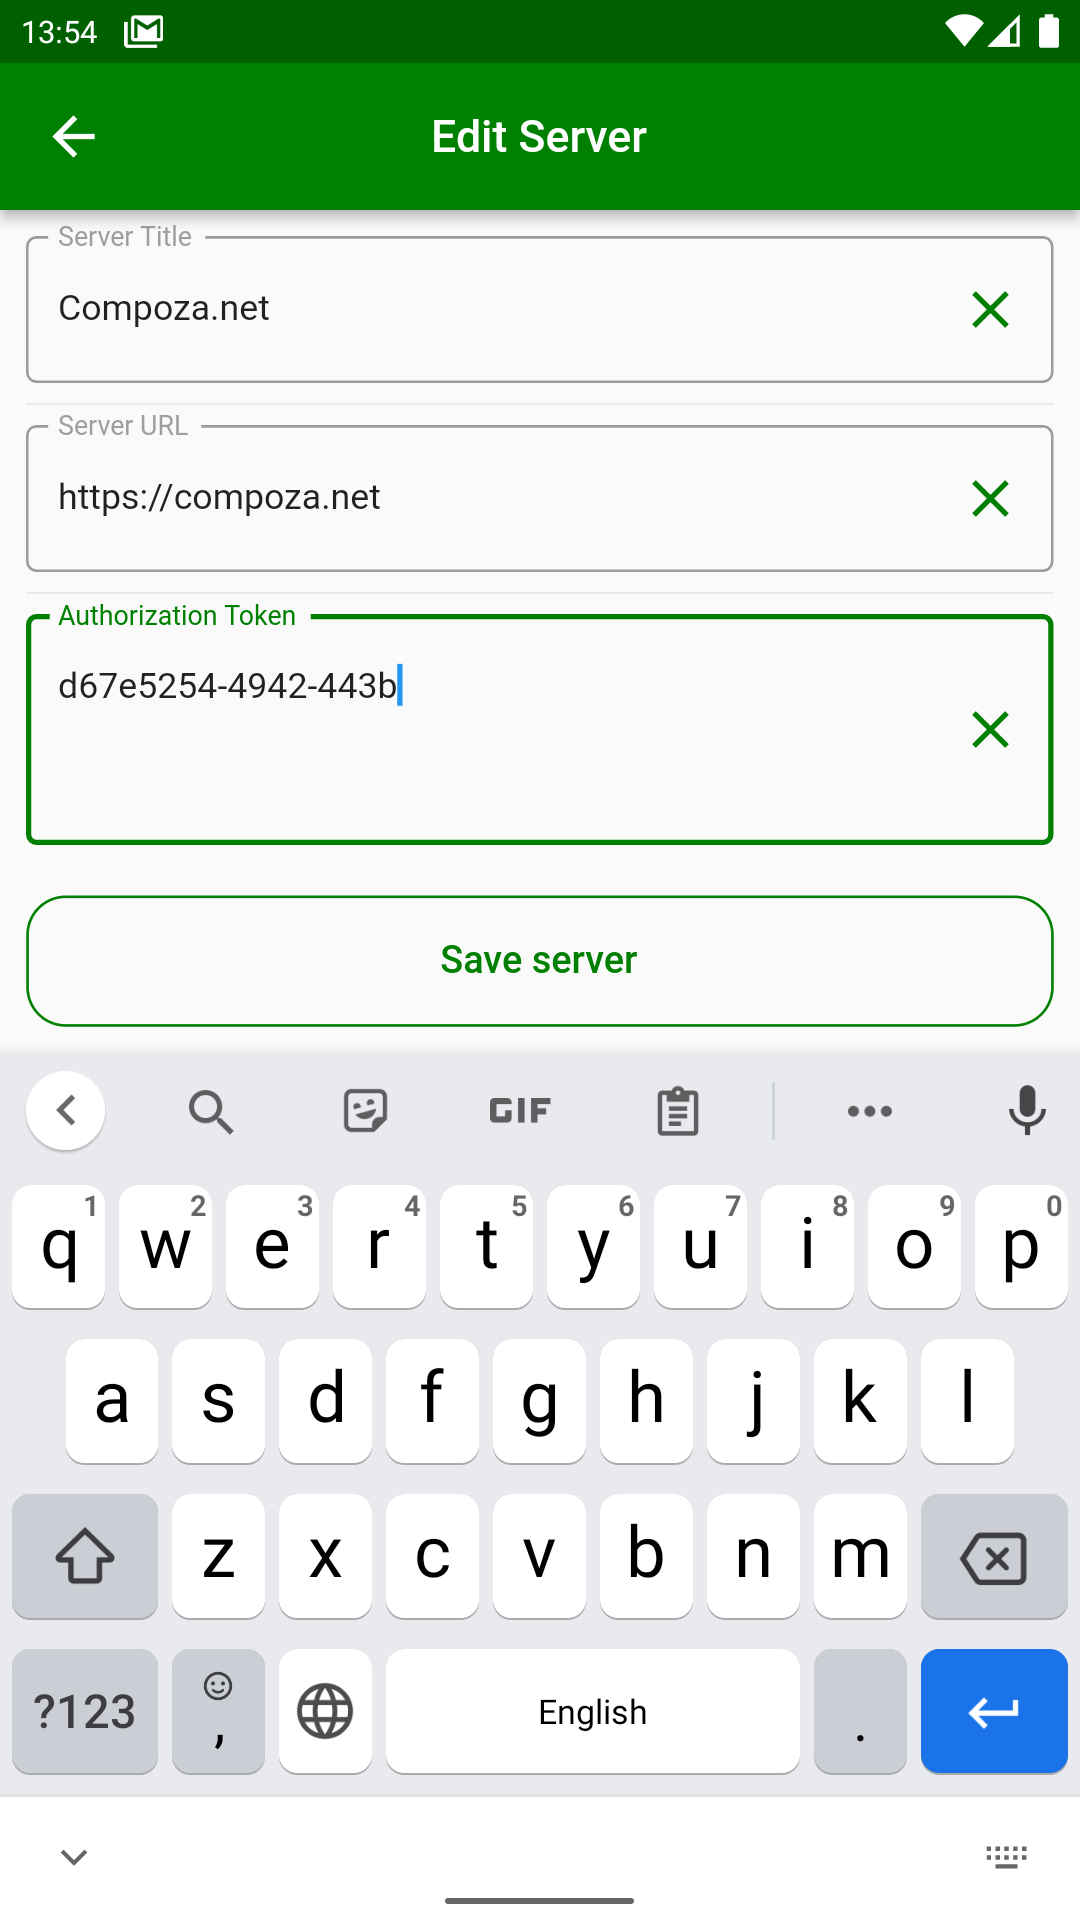 13:54
Edit Server
Server Title
Compoza.net
Server URL
https://compoza.net
Authorization Token
d67e5254-4942-443b
Save server
GIF
1 2 3 4 5 6 7 8 9 0
q w e r t y u i o p
a s d f g h j k l
z x c v b n m
?123 , English .